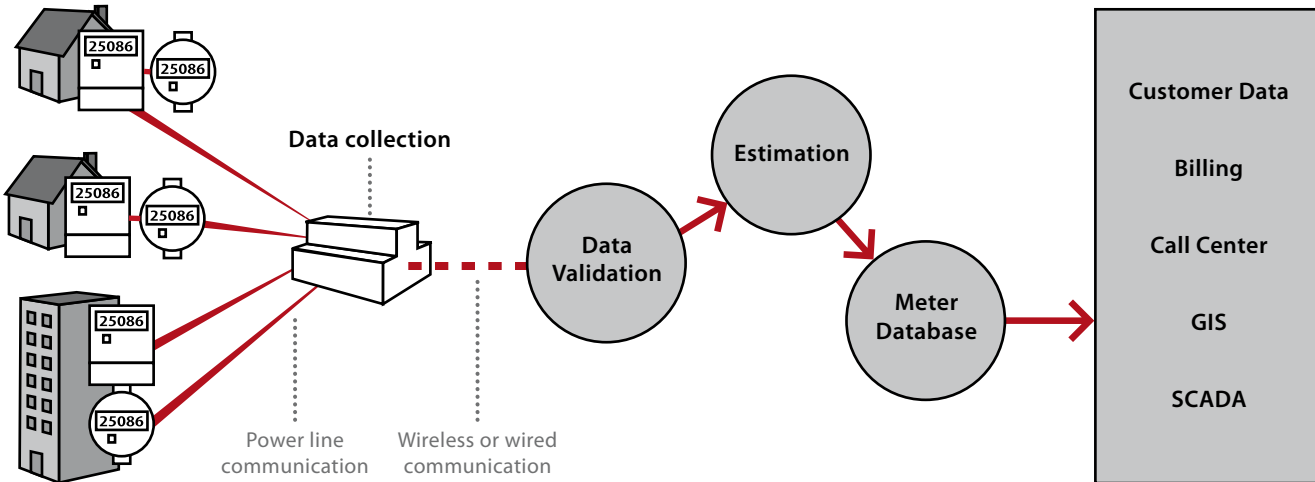 25086
25086
Data collection
25086
25086
25086
25086
Power line
communication
Wireless or wired
communication
Data
Validation
Estimation
Meter
Database
Customer Data
Billing
Call Center
GIS
SCADA